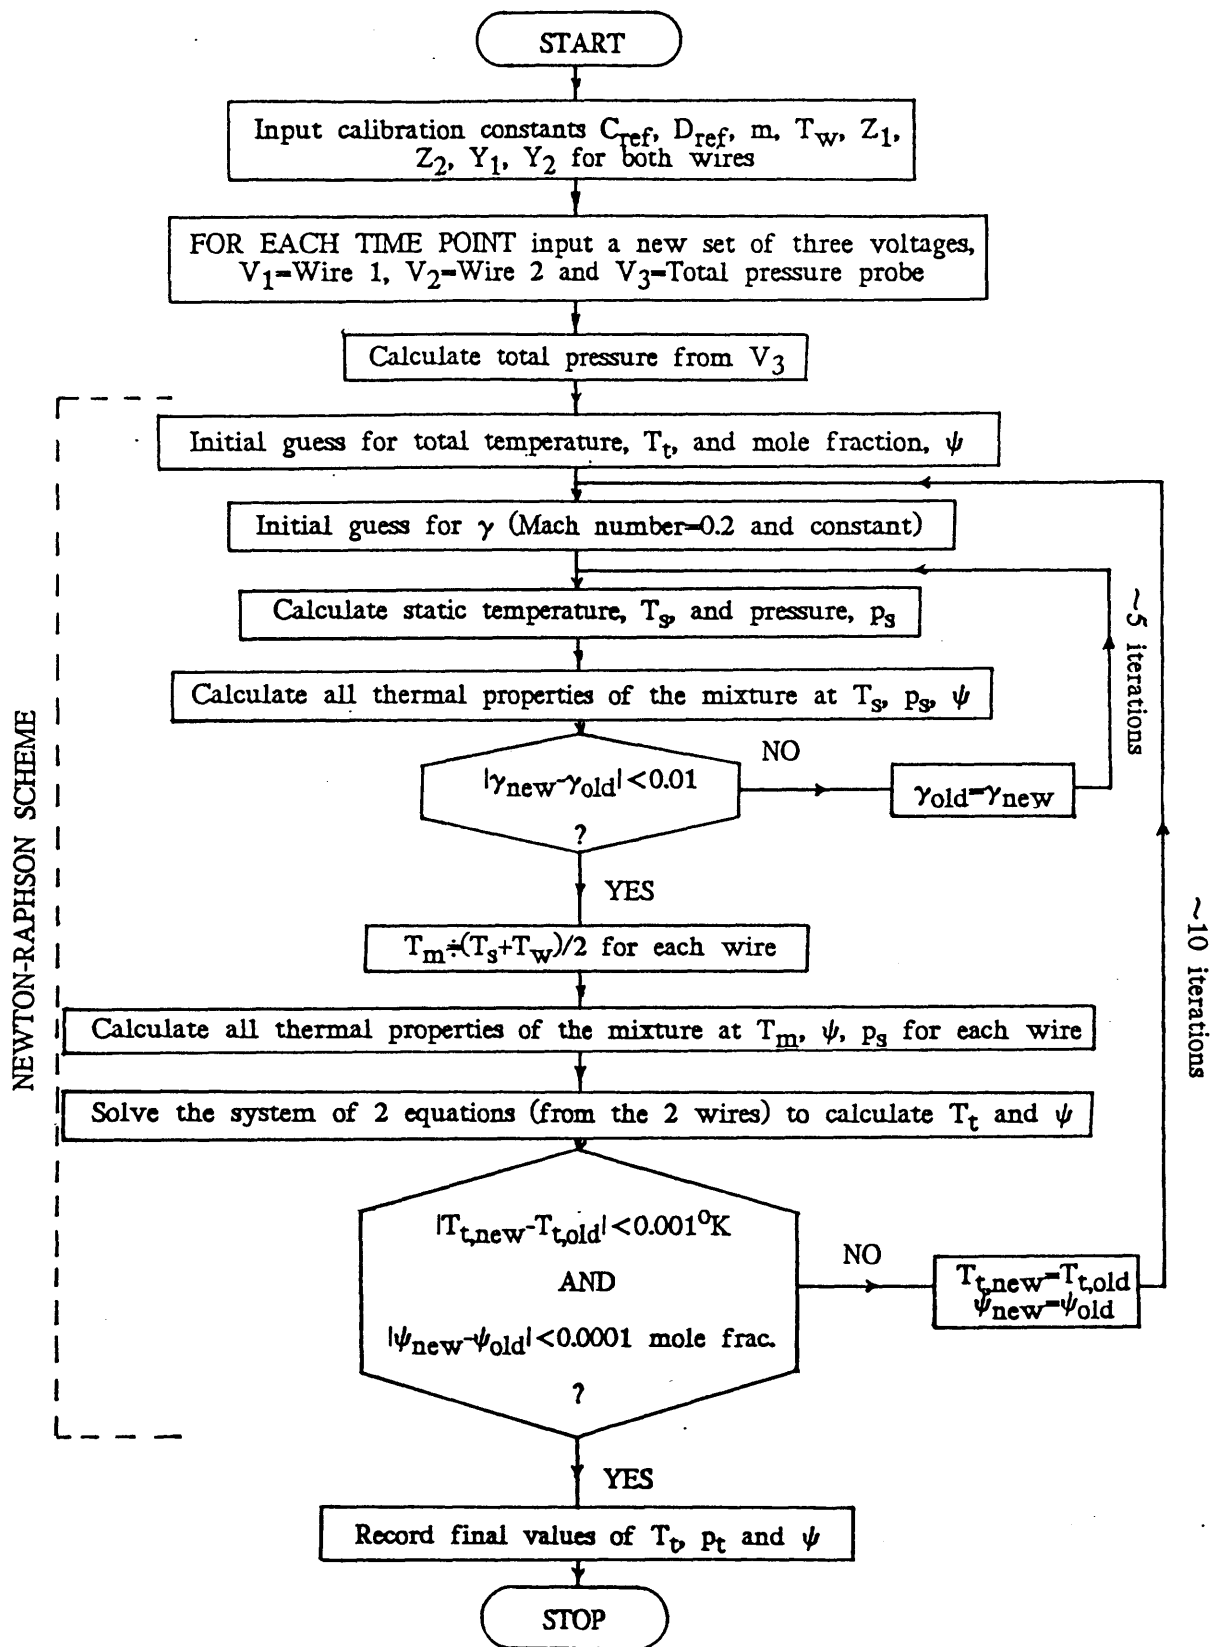 START
Input calibration constants C_ref, D_ref, m, T_w, Z_1,
Z_2, Y_1, Y_2 for both wires
FOR EACH TIME POINT input a new set of three voltages,
V_1=Wire 1, V_2=Wire 2 and V_3=Total pressure probe
Calculate total pressure from V_3
Initial guess for total temperature, T_t, and mole fraction, ψ
Initial guess for γ (Mach number=0.2 and constant)
Calculate static temperature, T_s, and pressure, p_s
Calculate all thermal properties of the mixture at T_s, p_s, ψ
|γ_new-γ_old|<0.01
?
NO
γ_old=γ_new
~5 iterations
YES
T_m÷(T_s+T_w)/2 for each wire
Calculate all thermal properties of the mixture at T_m, ψ, p_s for each wire
Solve the system of 2 equations (from the 2 wires) to calculate T_t and ψ
|T_t,new-T_t,old|<0.001°K
AND
|ψ_new-ψ_old|<0.0001 mole frac.
?
NO
T_t,new=T_t,old
ψ_new=ψ_old
~10 iterations
YES
Record final values of T_t, p_t and ψ
STOP
NEWTON-RAPHSON SCHEME